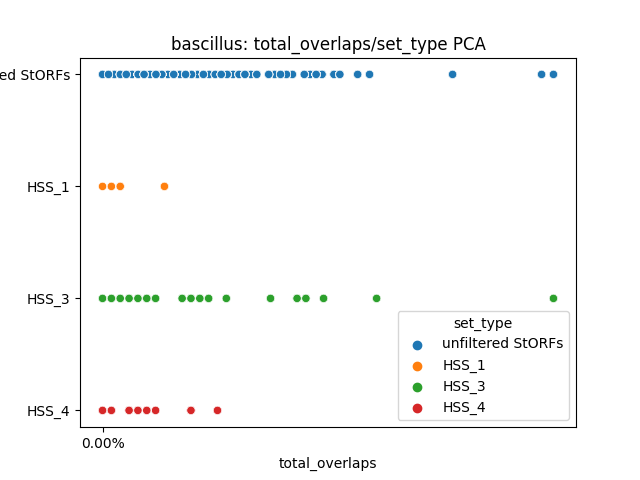 bascillus: total_overlaps/set_type PCA
ed StORFs
HSS_1
HSS_3
HSS_4
set_type
unfiltered StORFs
HSS_1
HSS_3
HSS_4
0.00%
total_overlaps